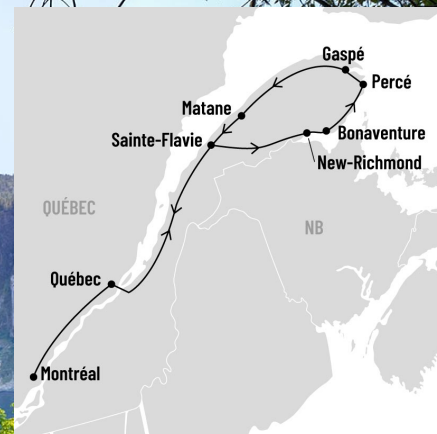 Gaspé
Percé
Matane
Sainte-Flavie
Bonaventure
New-Richmond
QUÉBEC
NB
Québec
Montréal